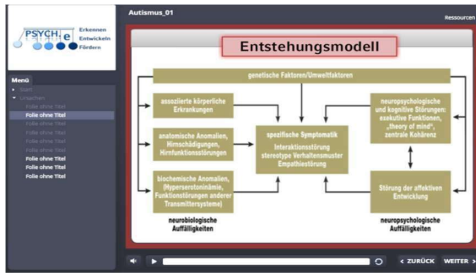 Autismus_01
Ressourcen
PSYCH e
Erkennen
Entwickeln
Fördern
Menü
Start
Ursachen
Folie ohne Titel
Folie ohne Titel
Folie ohne Titel
Folie ohne Titel
Folie ohne Titel
Folie ohne Titel
Folie ohne Titel
Folie ohne Titel
Entstehungsmodell
genetische Faktoren/Umweltfaktoren
assoziierte körperliche
Erkrankungen
anatomische Anomalien,
Hirnschädigungen,
Hirnfunktionsstörungen
biochemische Anomalien,
(Hyperserotoninämie,
Funktionsstörungen anderer
Transmittersysteme)
neurobiologische
Auffälligkeiten
spezifische Symptomatik
Interaktionsstörung
stereotype Verhaltensmuster
Empathiestörung
neuropsychologische
und kognitive Störungen:
exekutive Funktionen,
„theory of mind“,
zentrale Kohärenz
Störung der affektiven
Entwicklung
neuropsychologische
Auffälligkeiten
< ZURÜCK
WEITER >